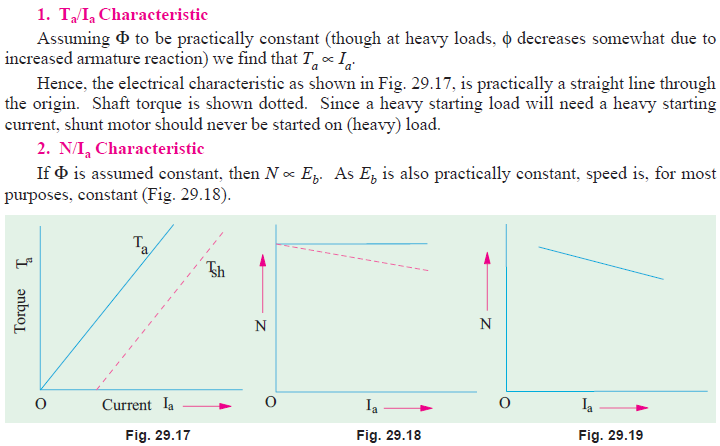 1. Ta/Ia Characteristic
Assuming Φ to be practically constant (though at heavy loads, ϕ decreases somewhat due to
increased armature reaction) we find that Ta ∝ Ia.
Hence, the electrical characteristic as shown in Fig. 29.17, is practically a straight line through
the origin. Shaft torque is shown dotted. Since a heavy starting load will need a heavy starting
current, shunt motor should never be started on (heavy) load.
2. N/Ia Characteristic
If Φ is assumed constant, then N ∝ Eb. As Eb is also practically constant, speed is, for most
purposes, constant (Fig. 29.18).
Torque Ta
Ta
Tsh
O
Current Ia
Fig. 29.17
N
O
Ia
Fig. 29.18
N
O
Ia
Fig. 29.19